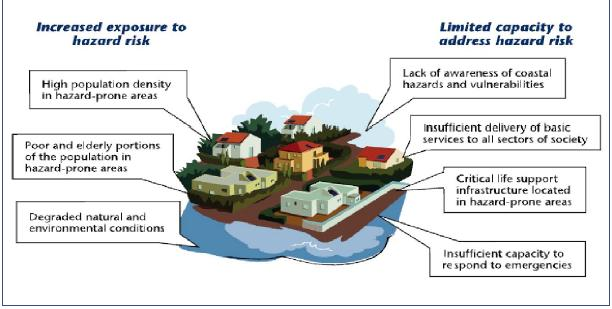 Increased exposure to
hazard risk
High population density
in hazard-prone areas
Poor and elderly portions
of the population in
hazard-prone areas
Degraded natural and
environmental conditions
Limited capacity to
address hazard risk
Lack of awareness of coastal
hazards and vulnerabilities
Insufficient delivery of basic
services to all sectors of society
Critical life support
infrastructure located
in hazard-prone areas
Insufficient capacity to
respond to emergencies